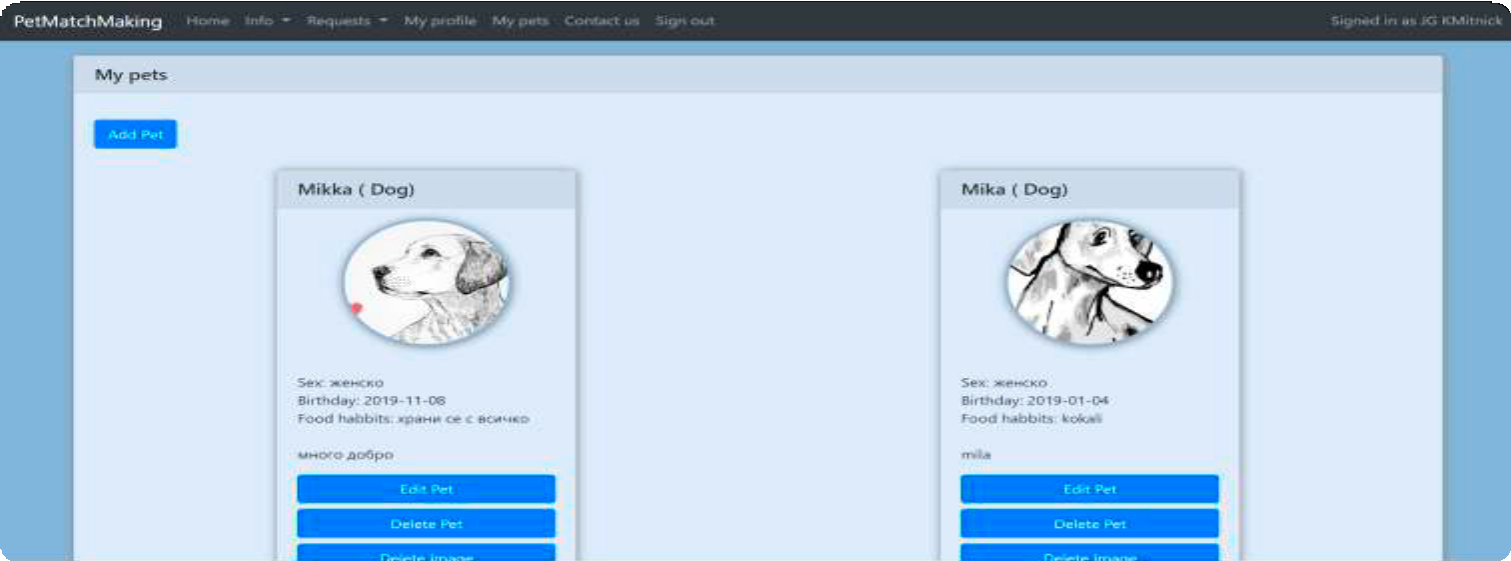 PetMatchMaking Home Info Requests My profile My pets Contact us Sign out Signed in as JG KMitnick
My pets
Add Pet
Mikka ( Dog)
Sex: женско
Birthday: 2019-11-08
Food habbits: храни се с всичко
много добро
Edit Pet
Delete Pet
Delete Image
Mika ( Dog)
Sex: женско
Birthday: 2019-01-04
Food habbits: kokali
mila
Edit Pet
Delete Pet
Delete Image